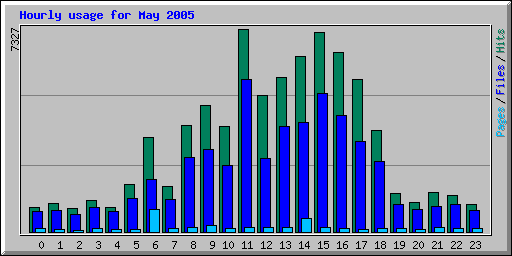 Hourly usage for May 2005
7327
Pages / Files / Hits
0 1 2 3 4 5 6 7 8 9 10 11 12 13 14 15 16 17 18 19 20 21 22 23